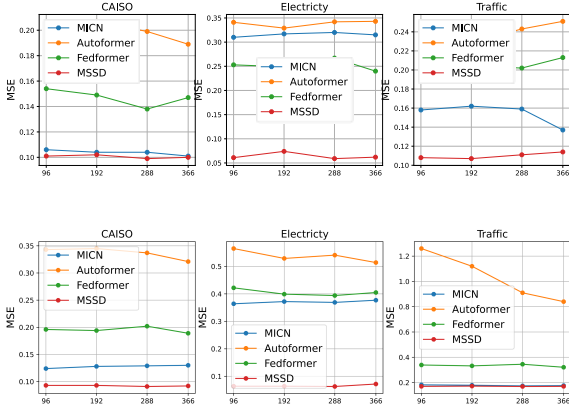 CAISO
MSE
0.20
0.18
0.16
0.14
0.12
0.10
MICN
Autoformer
Fedformer
MSSD
96
192
288
366
Electricity
MSE
0.35
0.30
0.25
0.20
0.15
0.10
0.05
MICN
Autoformer
Fedformer
MSSD
96
192
288
366
Traffic
MSE
0.24
0.22
0.20
0.18
0.16
0.14
0.12
0.10
MICN
Autoformer
Fedformer
MSSD
96
192
288
366
CAISO
MSE
0.35
0.30
0.25
0.20
0.15
0.10
MICN
Autoformer
Fedformer
MSSD
96
192
288
366
Electricity
MSE
0.6
0.5
0.4
0.3
0.2
0.1
MICN
Autoformer
Fedformer
MSSD
96
192
288
366
Traffic
MSE
1.2
1.0
0.8
0.6
0.4
0.2
MICN
Autoformer
Fedformer
MSSD
96
192
288
366